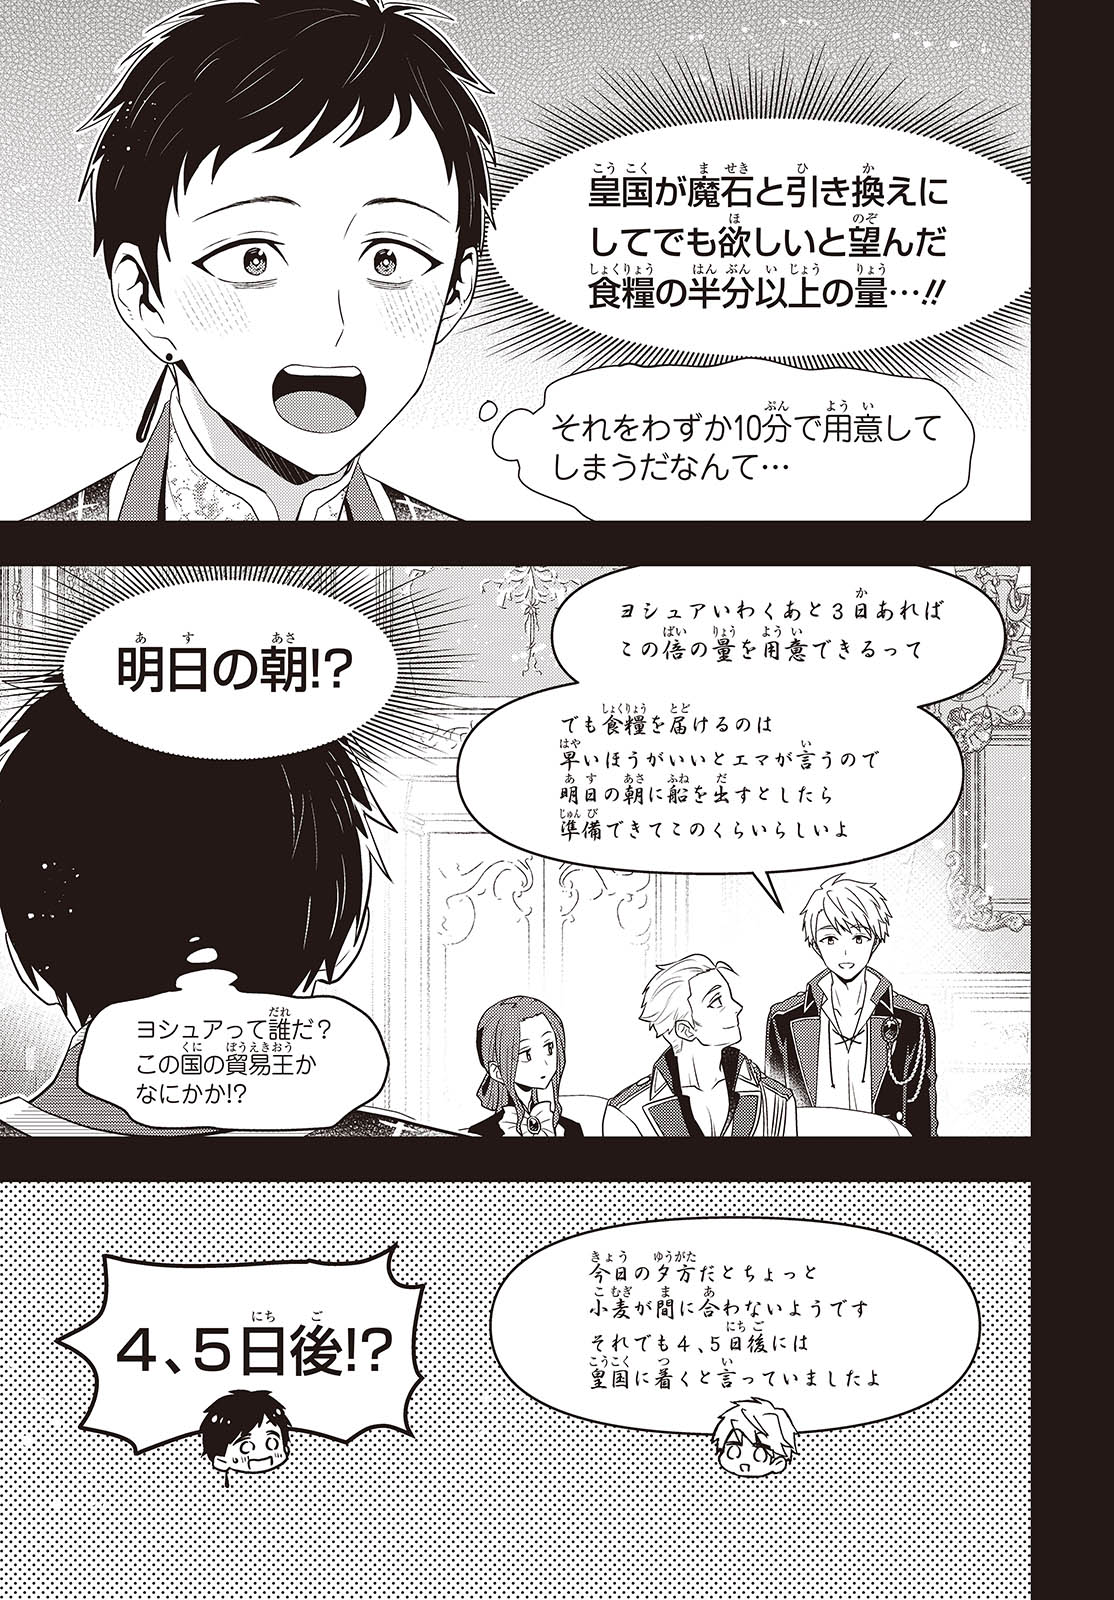 皇国が魔石と引き換えに
してでも欲しいと望んだ
食糧の半分以上の量…!!
それをわずか10分で用意して
しまうだなんて…
ヨシュアいわくあと３日あれば
この倍の量を用意できるって
でも食糧を届けるのは
早いほうがいいとエマが言うので
明日の朝に船を出すとしたら
準備できてこのくらいらしいよ
明日の朝!?
ヨシュアって誰だ？
この国の貿易王か
なにかか!?
今日の夕方だとちょっと
小麦が間に合わないようです
それでも４、５日後には
皇国に着くと言っていましたよ
４、５日後!?